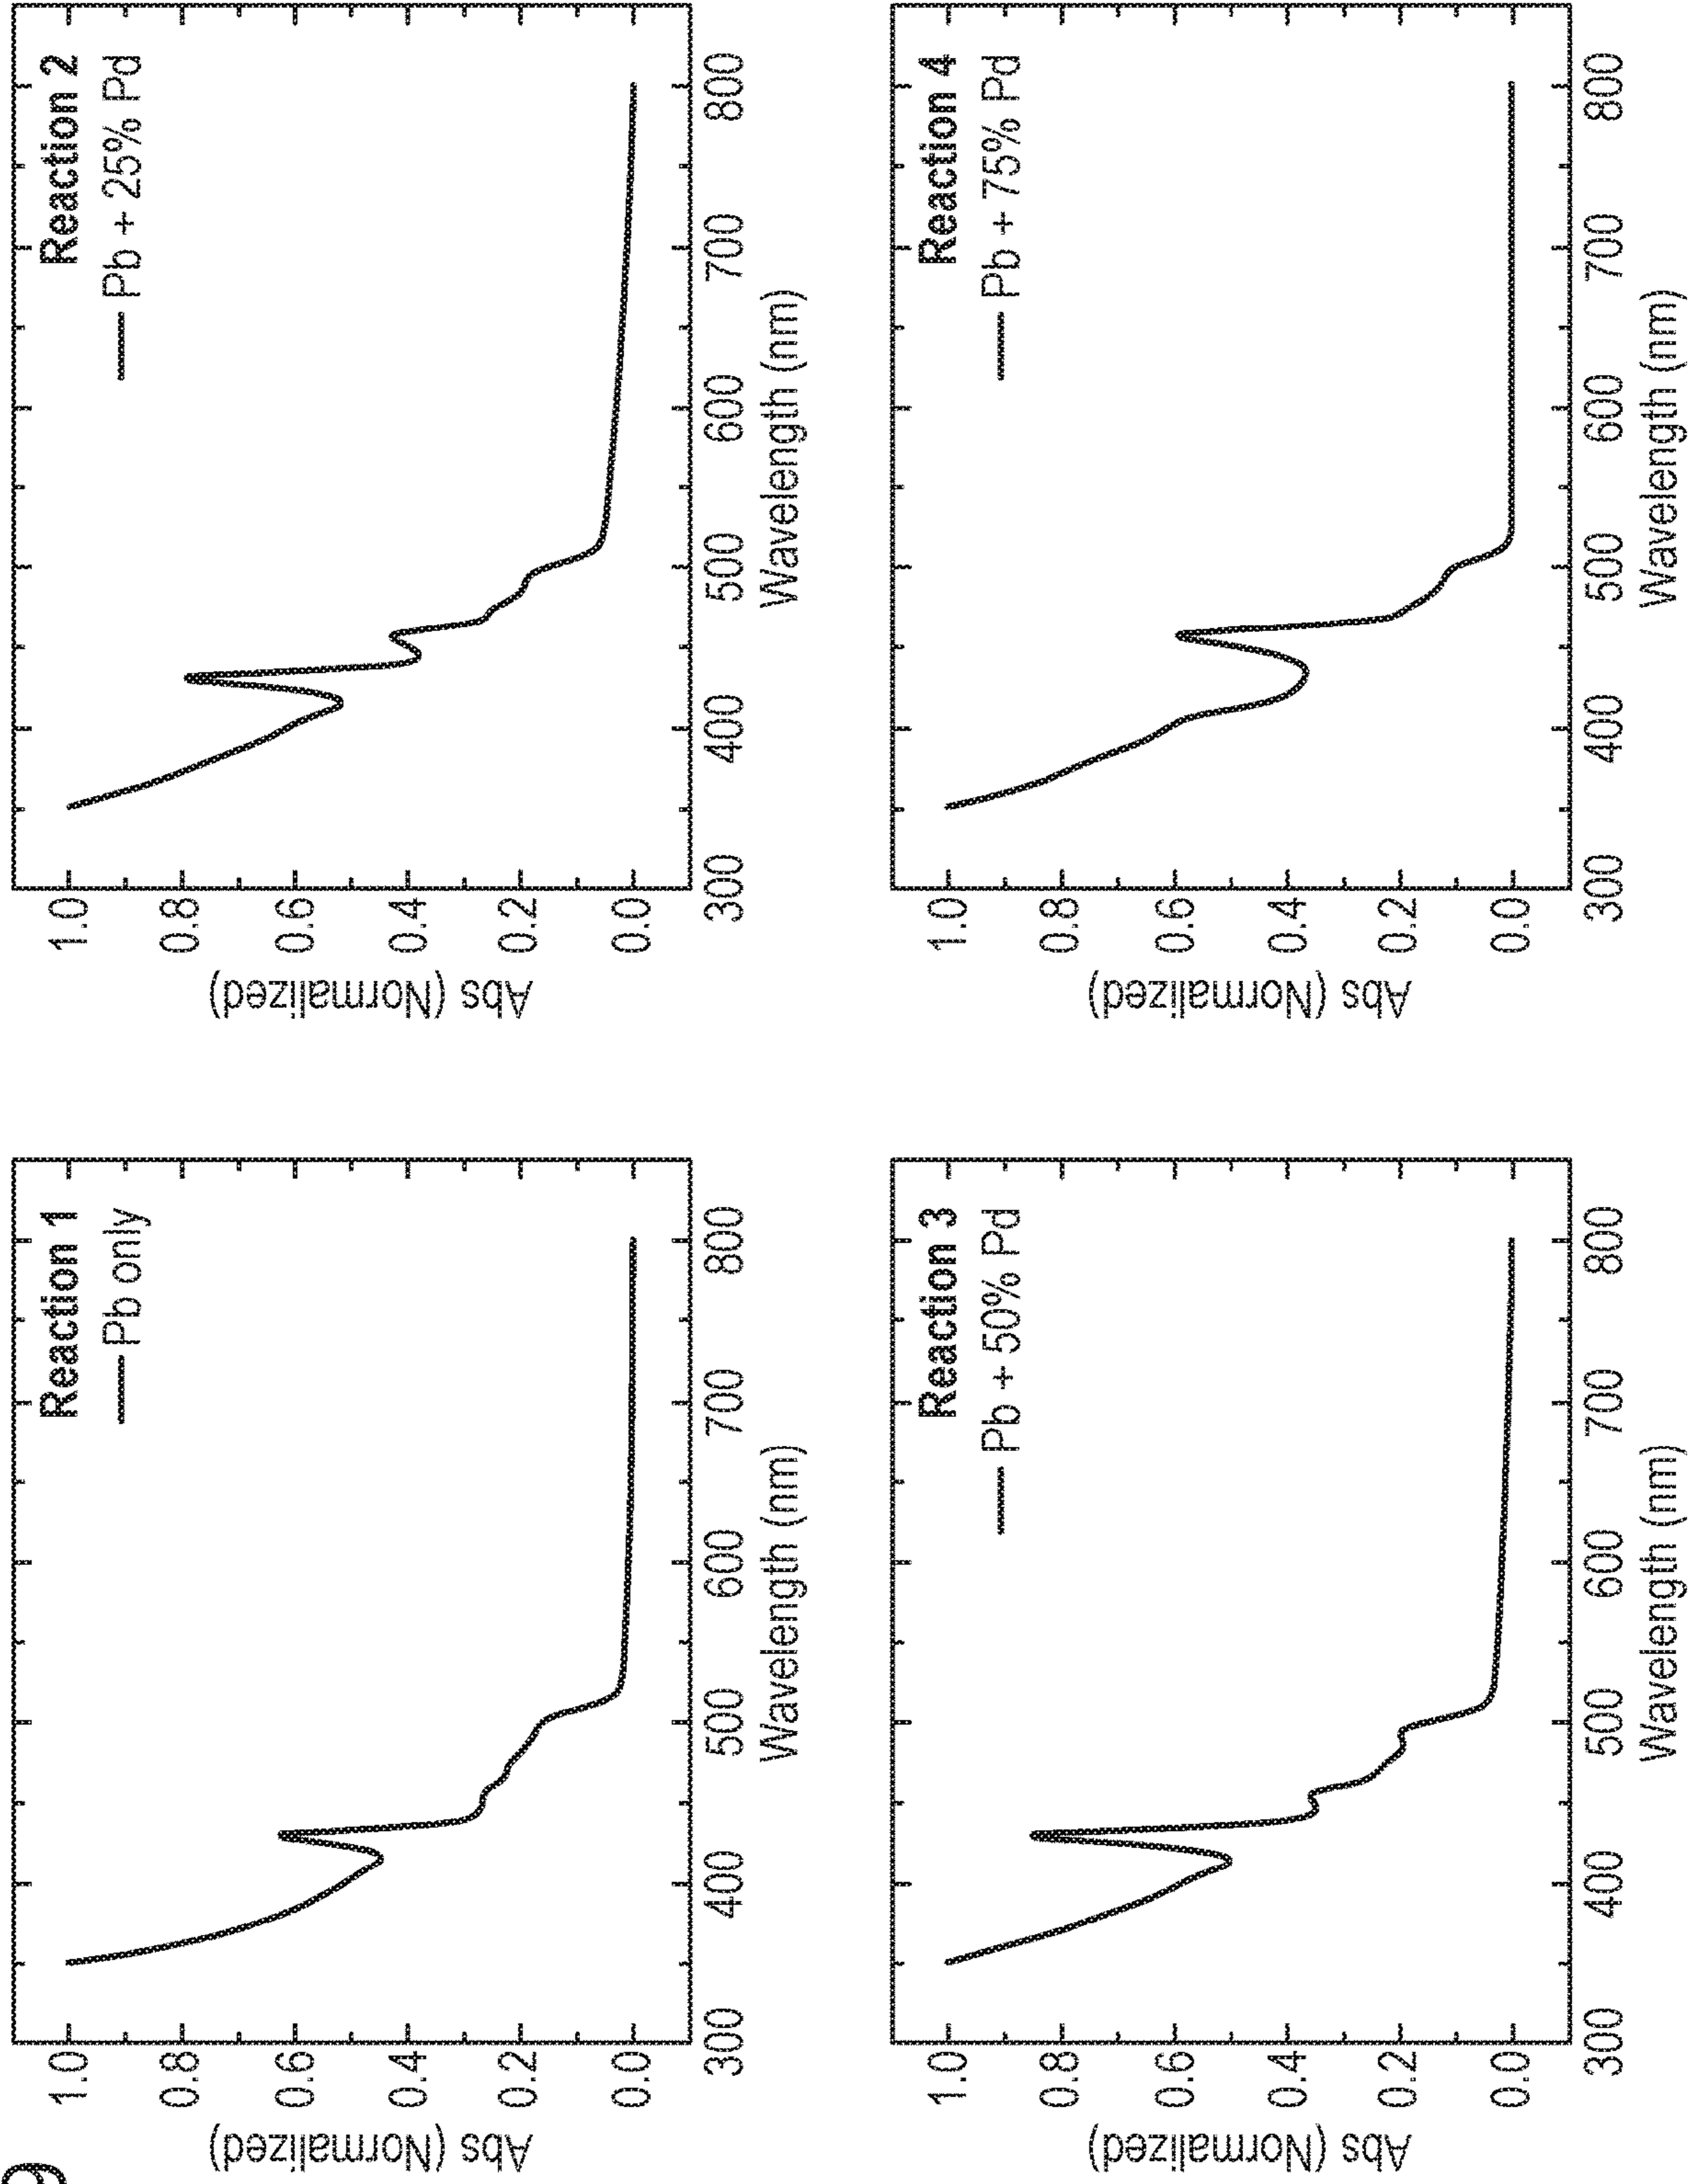 Reaction 1
Pb only
1.0
0.8
0.6
0.4
0.2
0.0
Abs (Normalized)
300 400 500 600 700 800
Wavelength (nm)
Reaction 2
Pb + 25% Pd
1.0
0.8
0.6
0.4
0.2
0.0
Abs (Normalized)
300 400 500 600 700 800
Wavelength (nm)
Reaction 3
Pb + 50% Pd
1.0
0.8
0.6
0.4
0.2
0.0
Abs (Normalized)
300 400 500 600 700 800
Wavelength (nm)
Reaction 4
Pb + 75% Pd
1.0
0.8
0.6
0.4
0.2
0.0
Abs (Normalized)
300 400 500 600 700 800
Wavelength (nm)